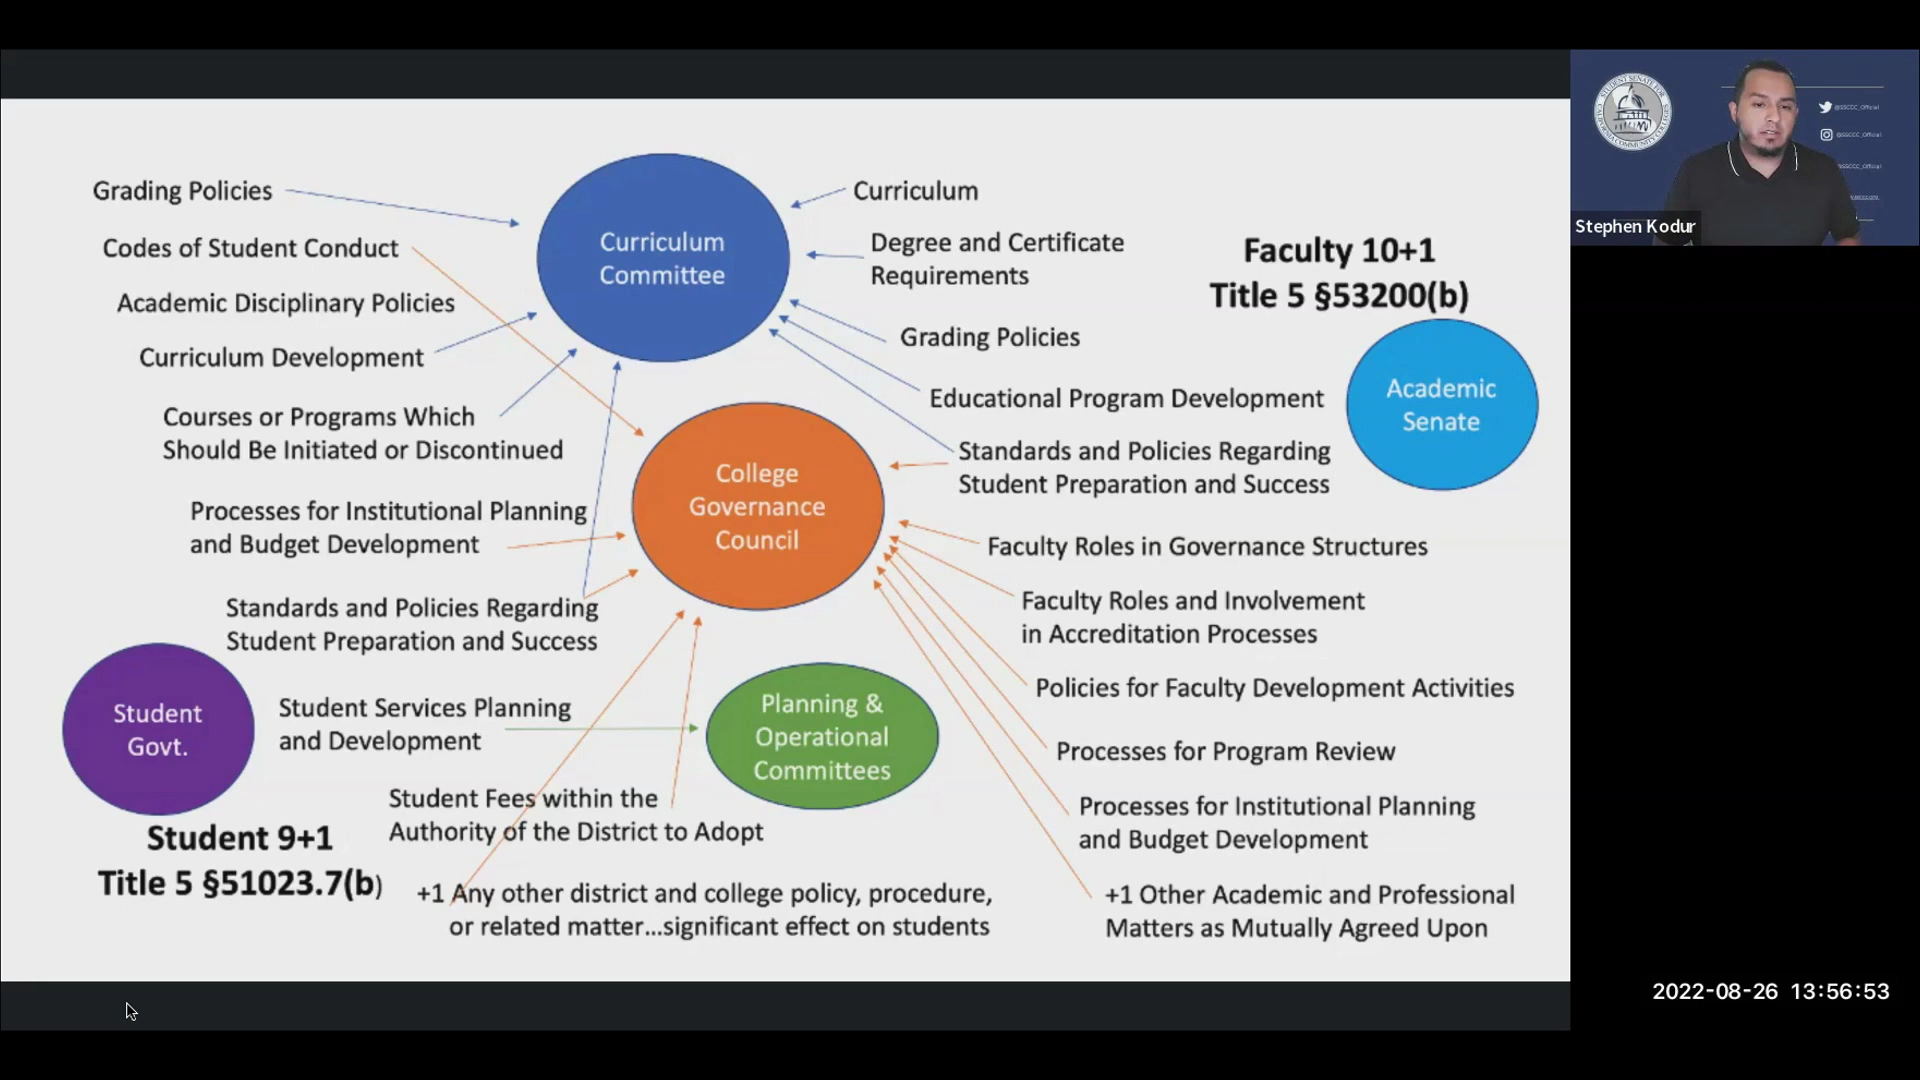 Grading Policies
Codes of Student Conduct
Academic Disciplinary Policies
Curriculum Development
Courses or Programs Which
Should Be Initiated or Discontinued
Processes for Institutional Planning
and Budget Development
Standards and Policies Regarding
Student Preparation and Success
Student Services Planning
and Development
Student Fees within the
Authority of the District to Adopt
+1 Any other district and college policy, procedure,
or related matter...significant effect on students
Student
Govt.
Student 9+1
Title 5 §51023.7(b)
Curriculum
Committee
College
Governance
Council
Planning &
Operational
Committees
Curriculum
Degree and Certificate
Requirements
Grading Policies
Educational Program Development
Standards and Policies Regarding
Student Preparation and Success
Faculty Roles in Governance Structures
Faculty Roles and Involvement
in Accreditation Processes
Policies for Faculty Development Activities
Processes for Program Review
Processes for Institutional Planning
and Budget Development
+1 Other Academic and Professional
Matters as Mutually Agreed Upon
Faculty 10+1
Title 5 §53200(b)
Academic
Senate
STUDENT SENATE FOR
CALIFORNIA COMMUNITY COLLEGES
@SSCCC_Official
@SSCCC_Official
Stephen Kodur
2022-08-26 13:56:53